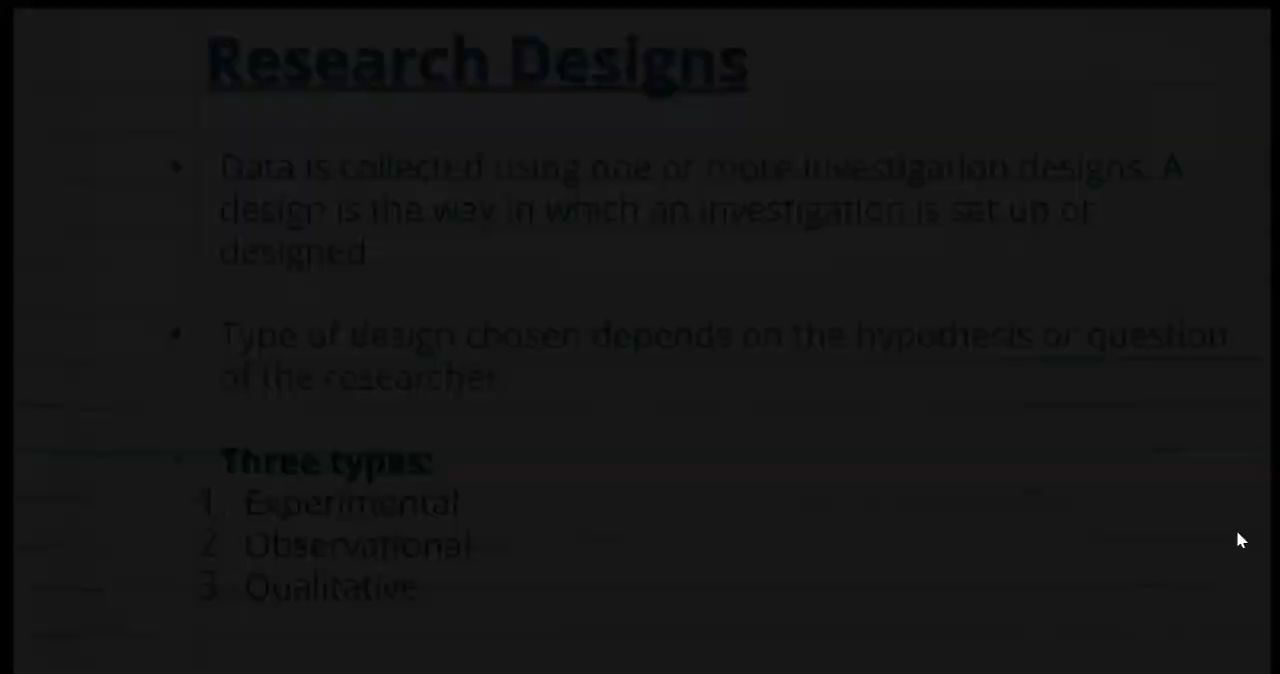 Research Designs
• Data is collected using one or more investigation designs. A
design is the way in which an investigation is set up or
designed
• Type of design chosen depends on the hypothesis or question
of the researcher
• Three types:
1. Experimental
2. Observational
3. Qualitative